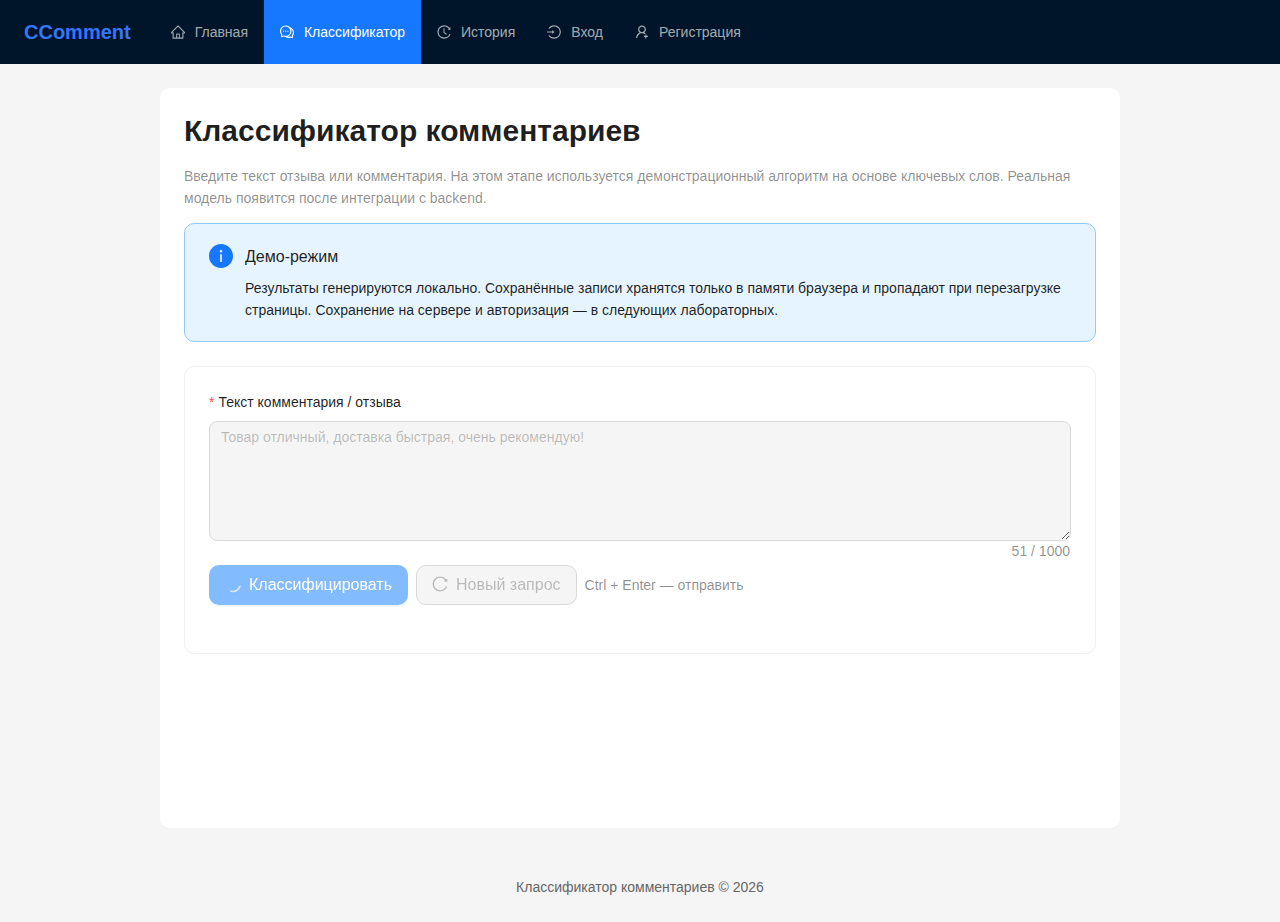 CComment
Главная
Классификатор
История
Вход
Регистрация
Классификатор комментариев
Введите текст отзыва или комментария. На этом этапе используется демонстрационный алгоритм на основе ключевых слов. Реальная
модель появится после интеграции с backend.
Демо-режим
Результаты генерируются локально. Сохранённые записи хранятся только в памяти браузера и пропадают при перезагрузке
страницы. Сохранение на сервере и авторизация — в следующих лабораторных.
* Текст комментария / отзыва
Товар отличный, доставка быстрая, очень рекомендую!
51 / 1000
Классифицировать
Новый запрос
Ctrl + Enter — отправить
Классификатор комментариев © 2026